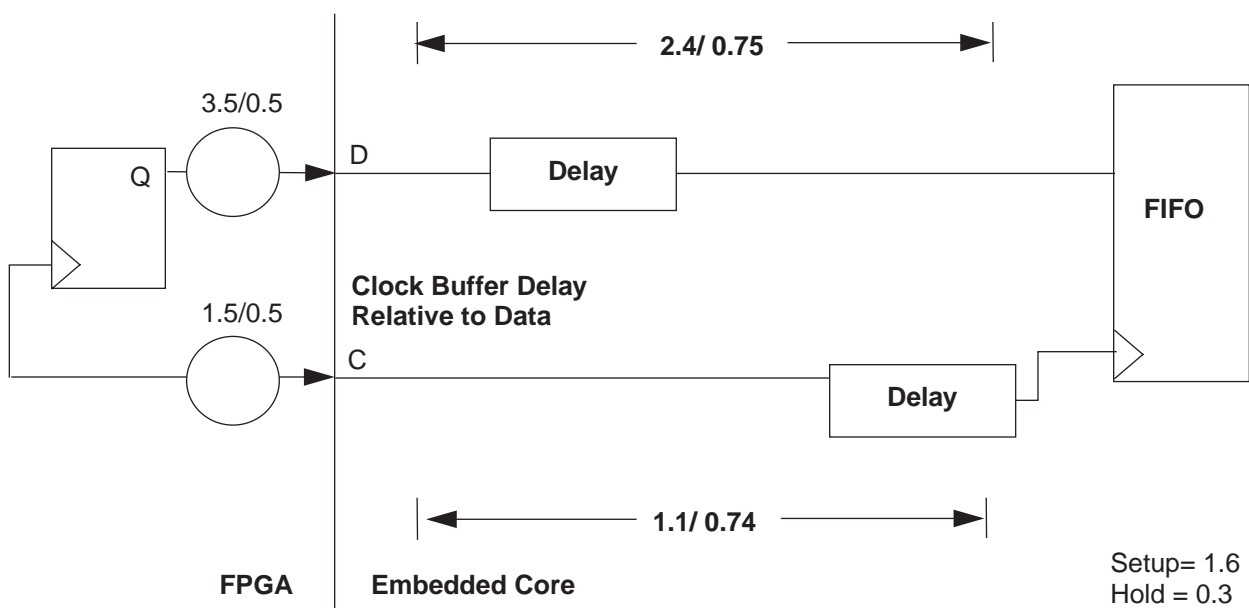 2.4/ 0.75
3.5/0.5
Q
D
Delay
FIFO
Clock Buffer Delay
Relative to Data
1.5/0.5
C
Delay
1.1/ 0.74
FPGA
Embedded Core
Setup= 1.6
Hold = 0.3